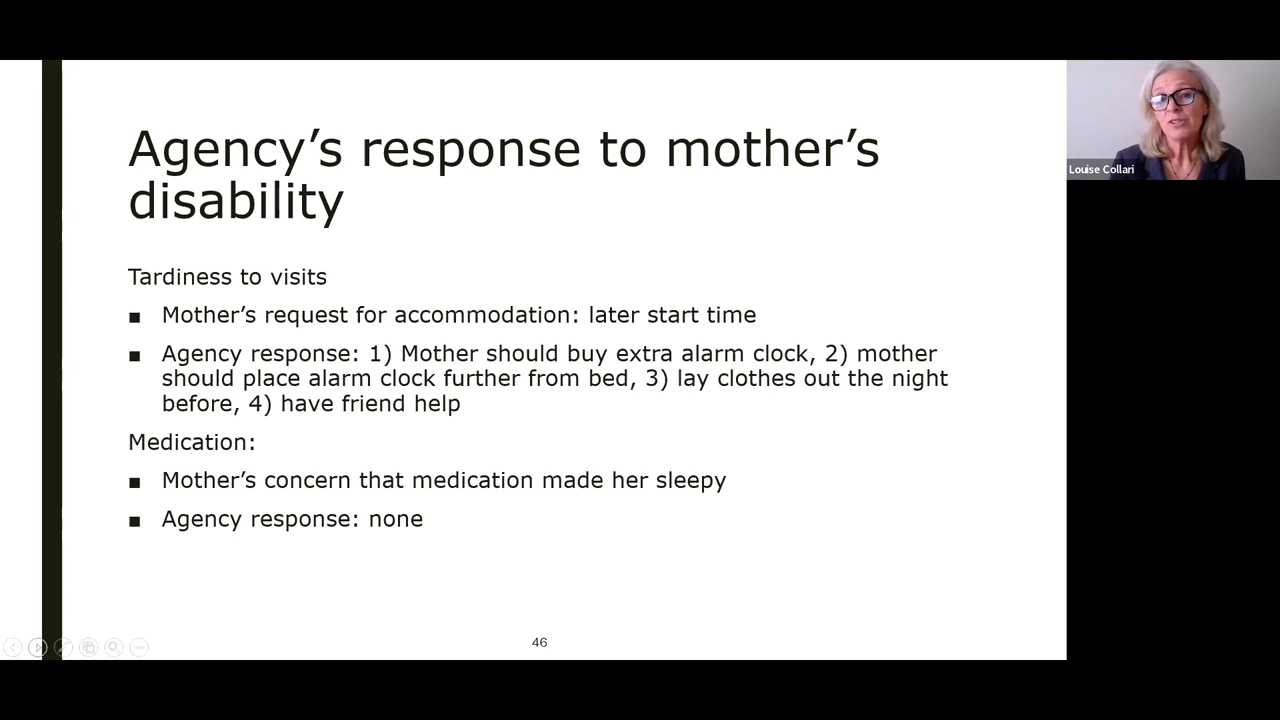 Agency’s response to mother’s
disability
Tardiness to visits
■ Mother’s request for accommodation: later start time
■ Agency response: 1) Mother should buy extra alarm clock, 2) mother
should place alarm clock further from bed, 3) lay clothes out the night
before, 4) have friend help
Medication:
■ Mother’s concern that medication made her sleepy
■ Agency response: none
46
Louise Collari